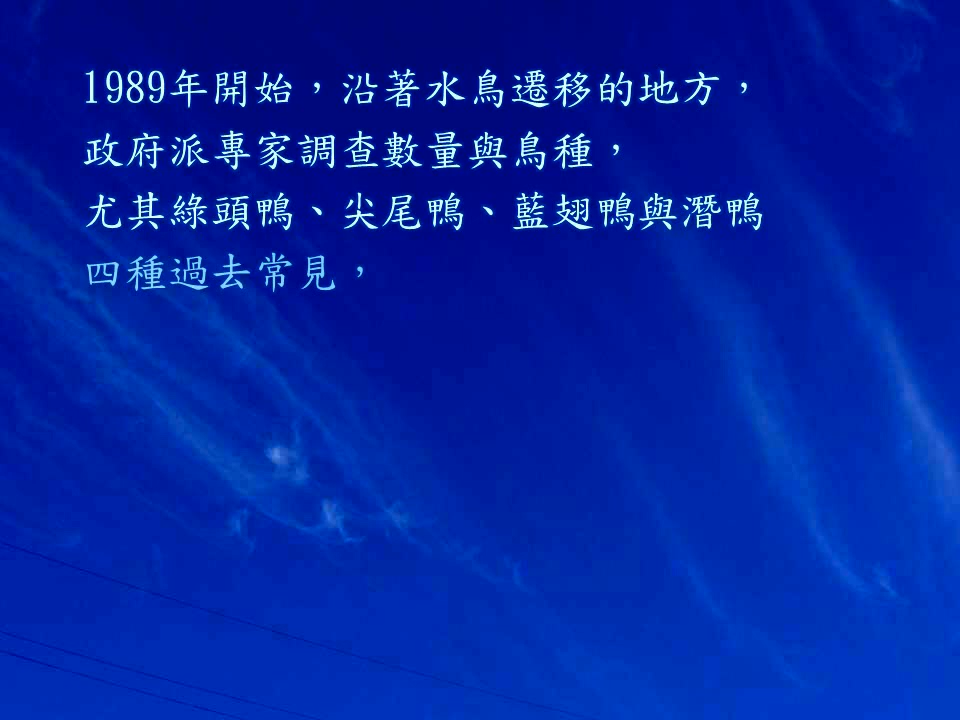 1989年開始，沿著水鳥遷移的地方，
政府派專家調查數量與鳥種，
尤其綠頭鴨、尖尾鴨、藍翅鴨與潛鴨
四種過去常見，